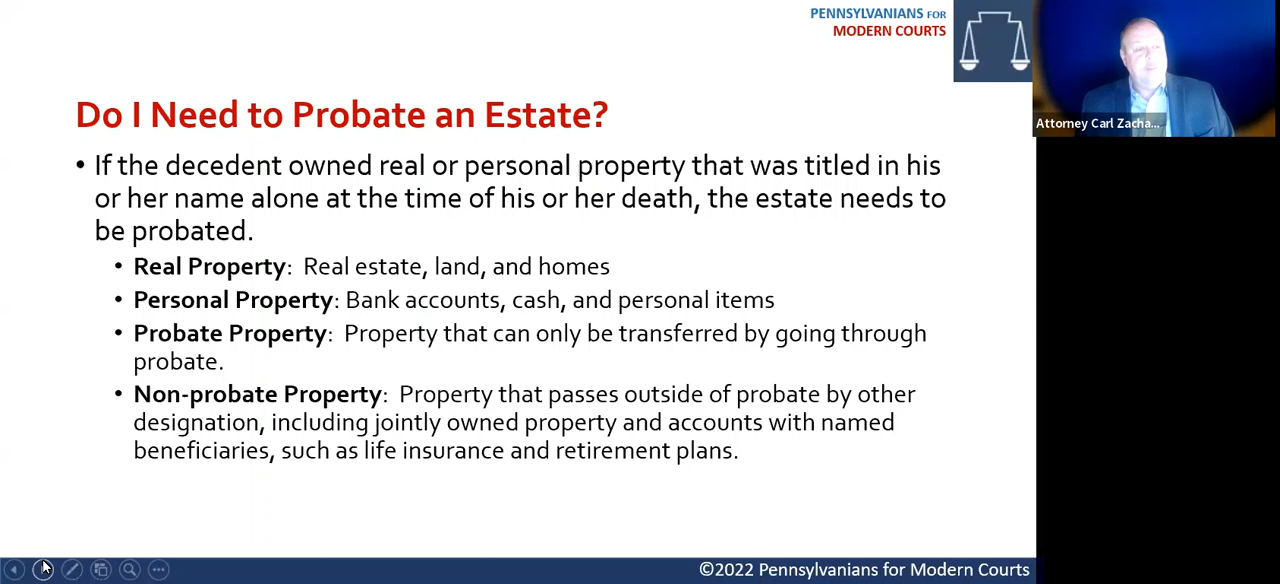 PENNSYLVANIANS FOR
MODERN COURTS
Attorney Carl Zacha...
Do I Need to Probate an Estate?
• If the decedent owned real or personal property that was titled in his
or her name alone at the time of his or her death, the estate needs to
be probated.
• Real Property: Real estate, land, and homes
• Personal Property: Bank accounts, cash, and personal items
• Probate Property: Property that can only be transferred by going through
probate.
• Non-probate Property: Property that passes outside of probate by other
designation, including jointly owned property and accounts with named
beneficiaries, such as life insurance and retirement plans.
©2022 Pennsylvanians for Modern Courts